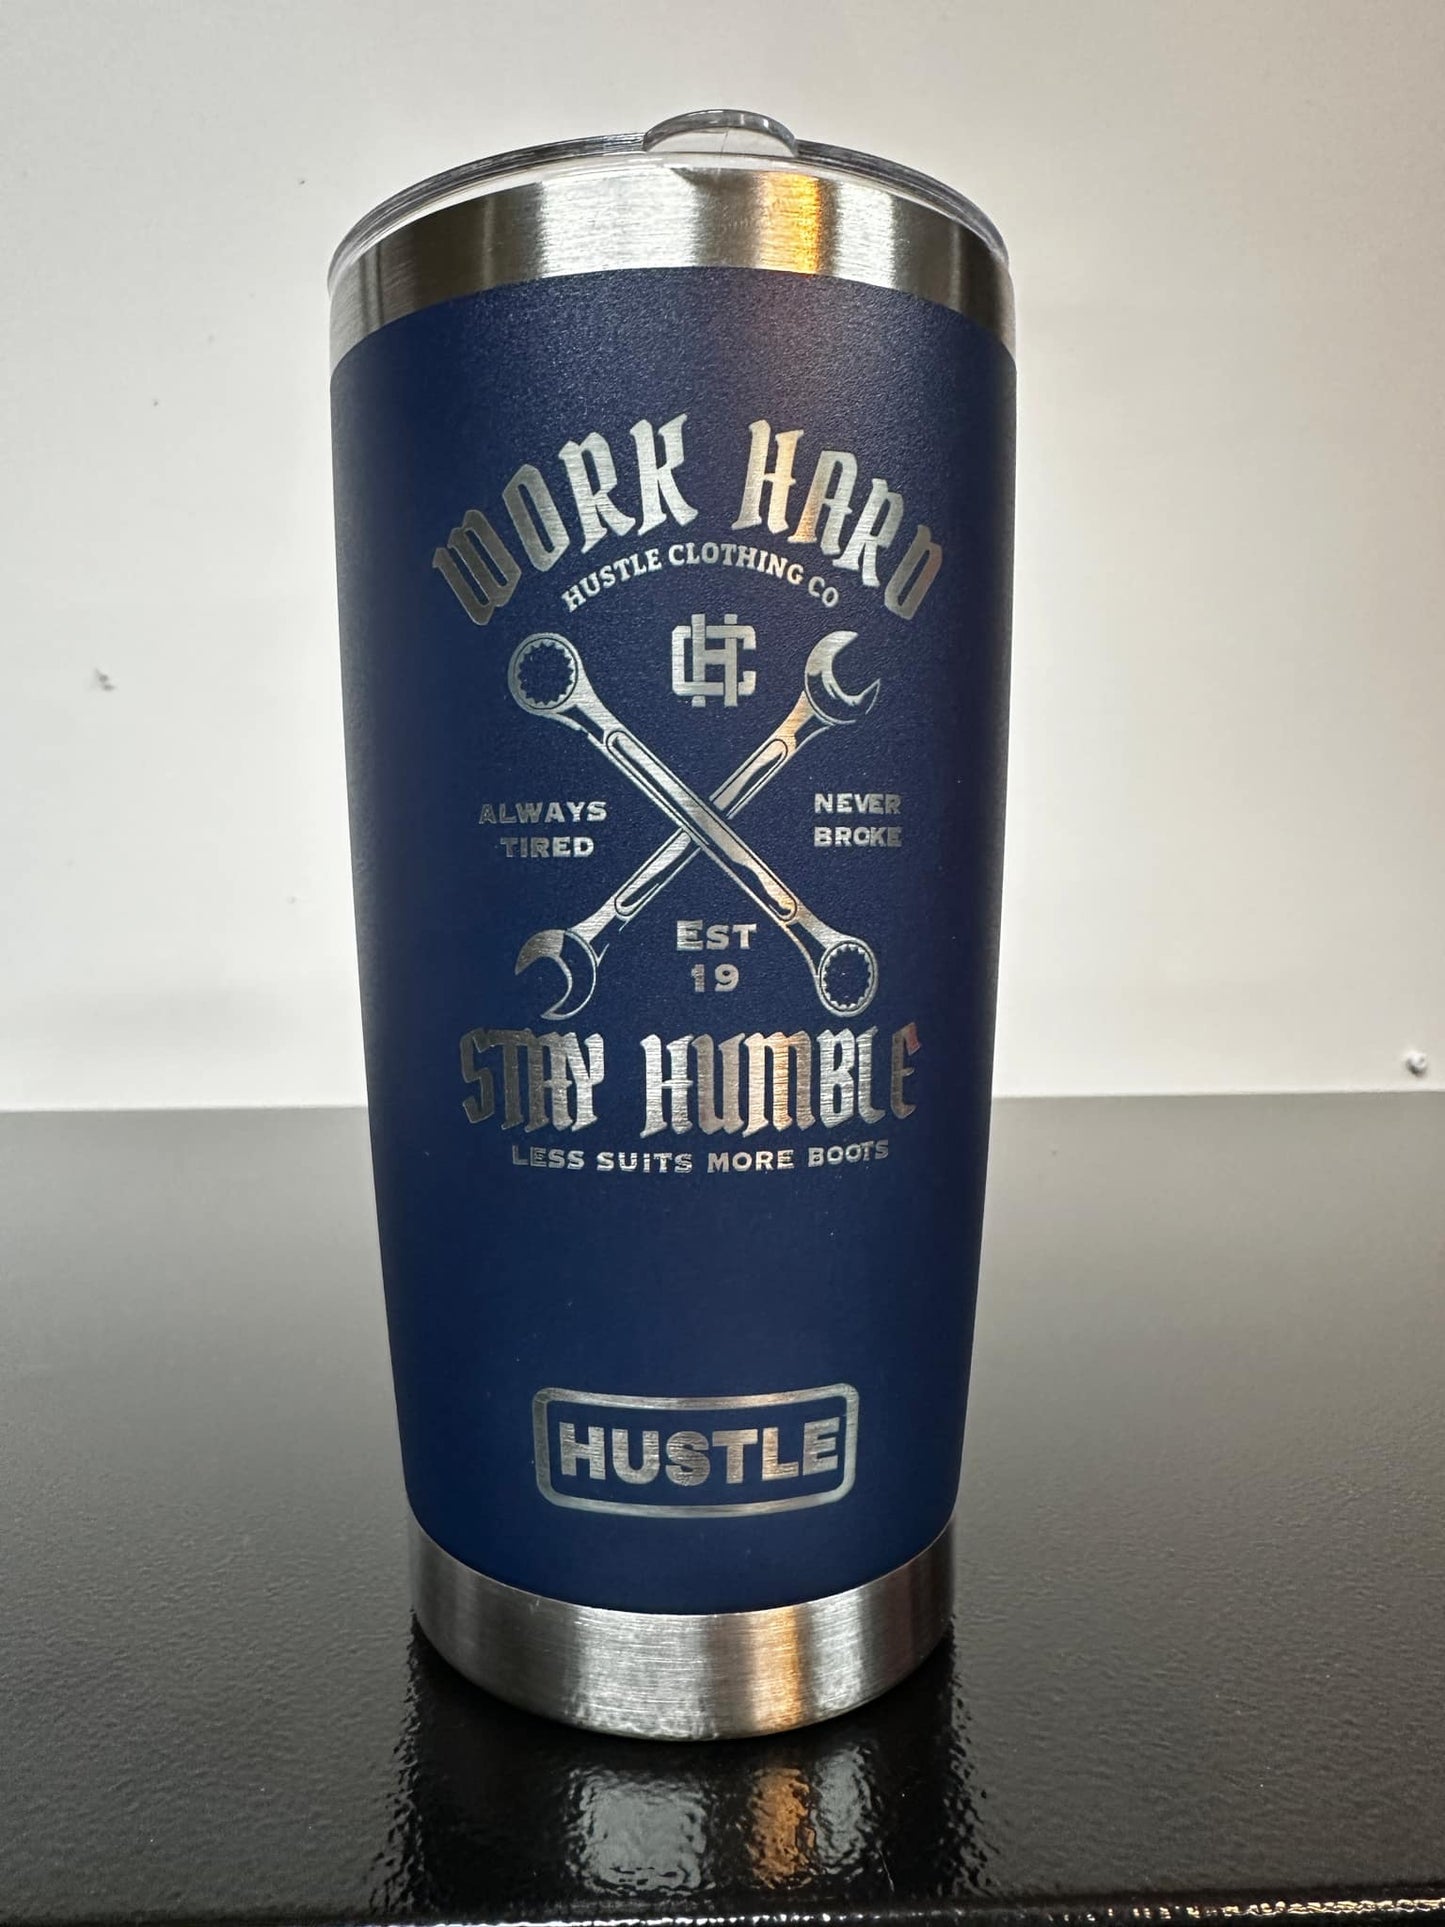 WORK HARD
HUSTLE CLOTHING CO
HC
ALWAYS
TIRED
NEVER
BROKE
EST
19
STAY HUMBLE
LESS SUITS MORE BOOTS
HUSTLE